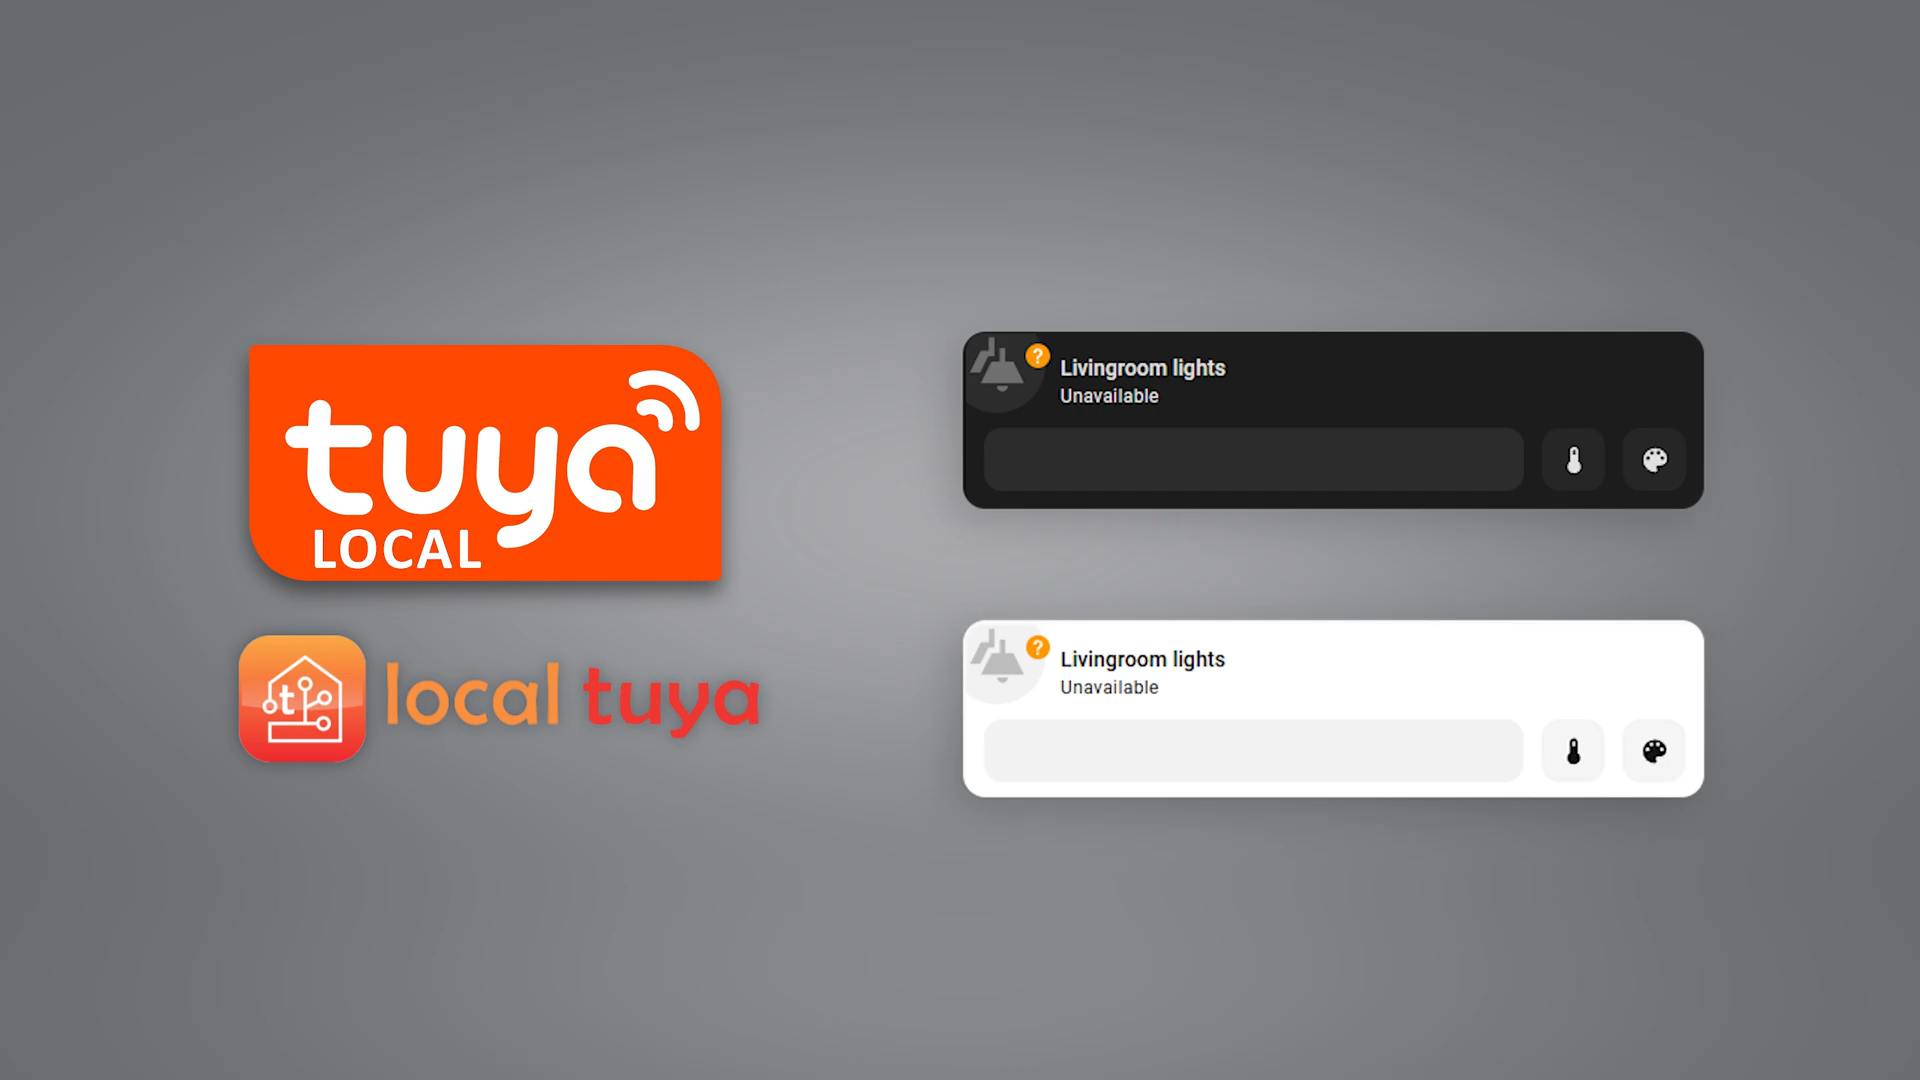 tuya
LOCAL
t
local tuya
?
Livingroom lights
Unavailable
?
Livingroom lights
Unavailable